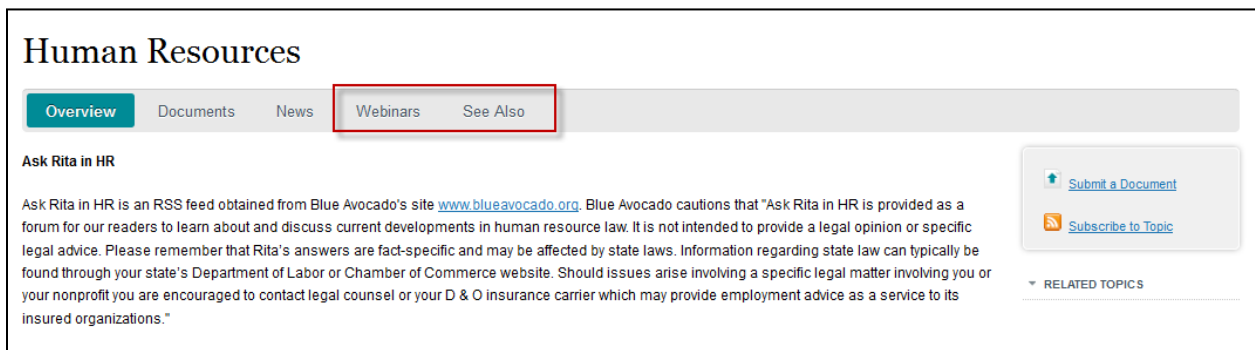 Human Resources
Overview Documents News Webinars See Also
Ask Rita in HR
Ask Rita in HR is an RSS feed obtained from Blue Avocado's site www.blueavocado.org. Blue Avocado cautions that "Ask Rita in HR is provided as a
forum for our readers to learn about and discuss current developments in human resource law. It is not intended to provide a legal opinion or specific
legal advice. Please remember that Rita's answers are fact-specific and may be affected by state laws. Information regarding state law can typically be
found through your state's Department of Labor or Chamber of Commerce website. Should issues arise involving a specific legal matter involving you or
your nonprofit you are encouraged to contact legal counsel or your D & O insurance carrier which may provide employment advice as a service to its
insured organizations."
Submit a Document
Subscribe to Topic
RELATED TOPICS